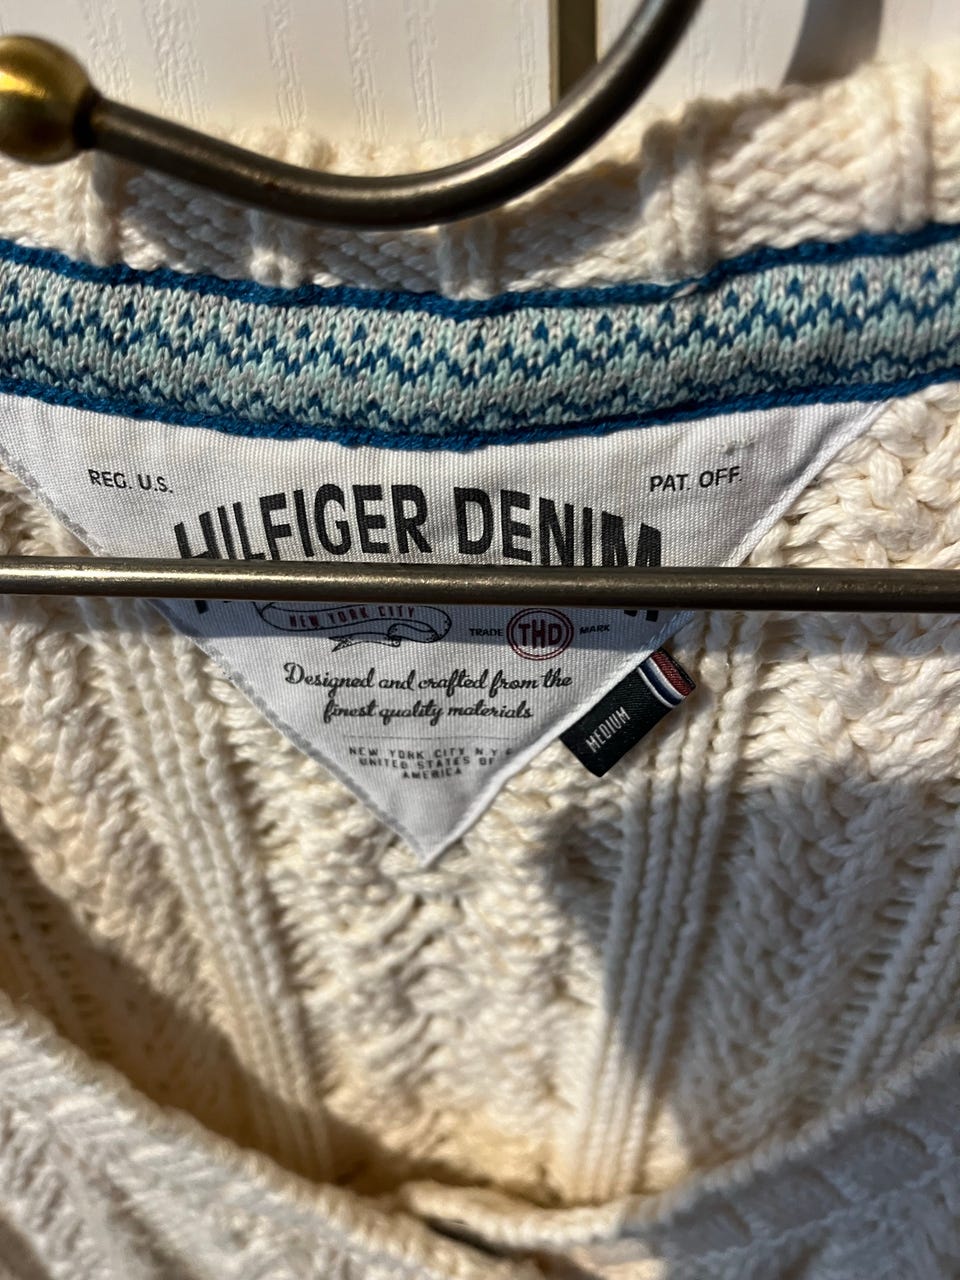 REG. U.S.
PAT. OFF.
HILFIGER DENIM
NEW YORK CITY
TRADE THD MARK
Designed and crafted from the
finest quality materials
MEDIUM
NEW YORK CITY N.Y.
UNITED STATES OF
AMERICA